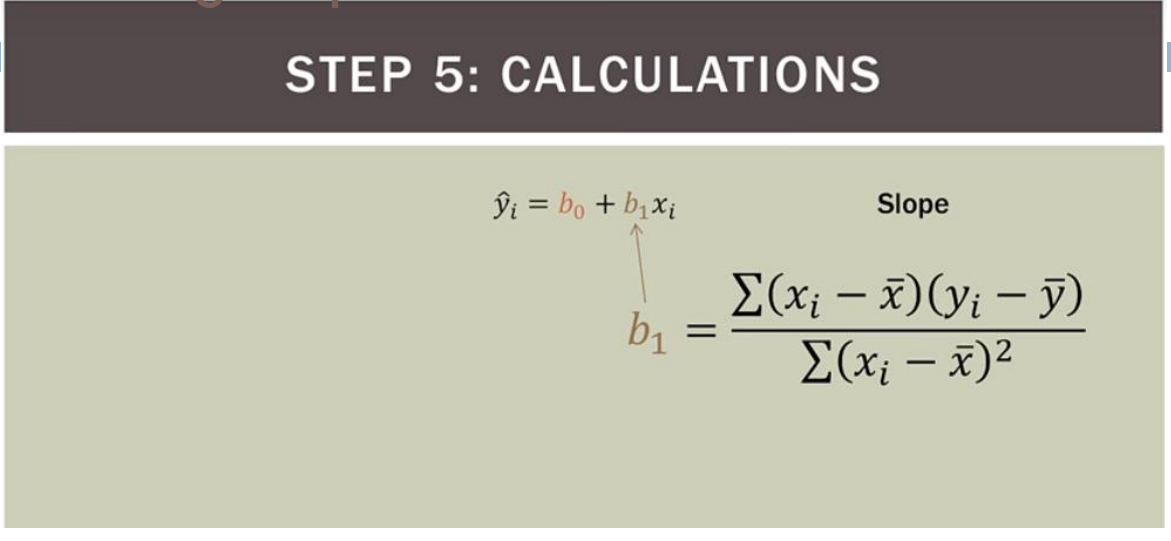 STEP 5: CALCULATIONS
ŷᵢ = b₀ + b₁xᵢ
Slope
b₁ = ∑(xᵢ − x̄)(yᵢ − ȳ) / ∑(xᵢ − x̄)²